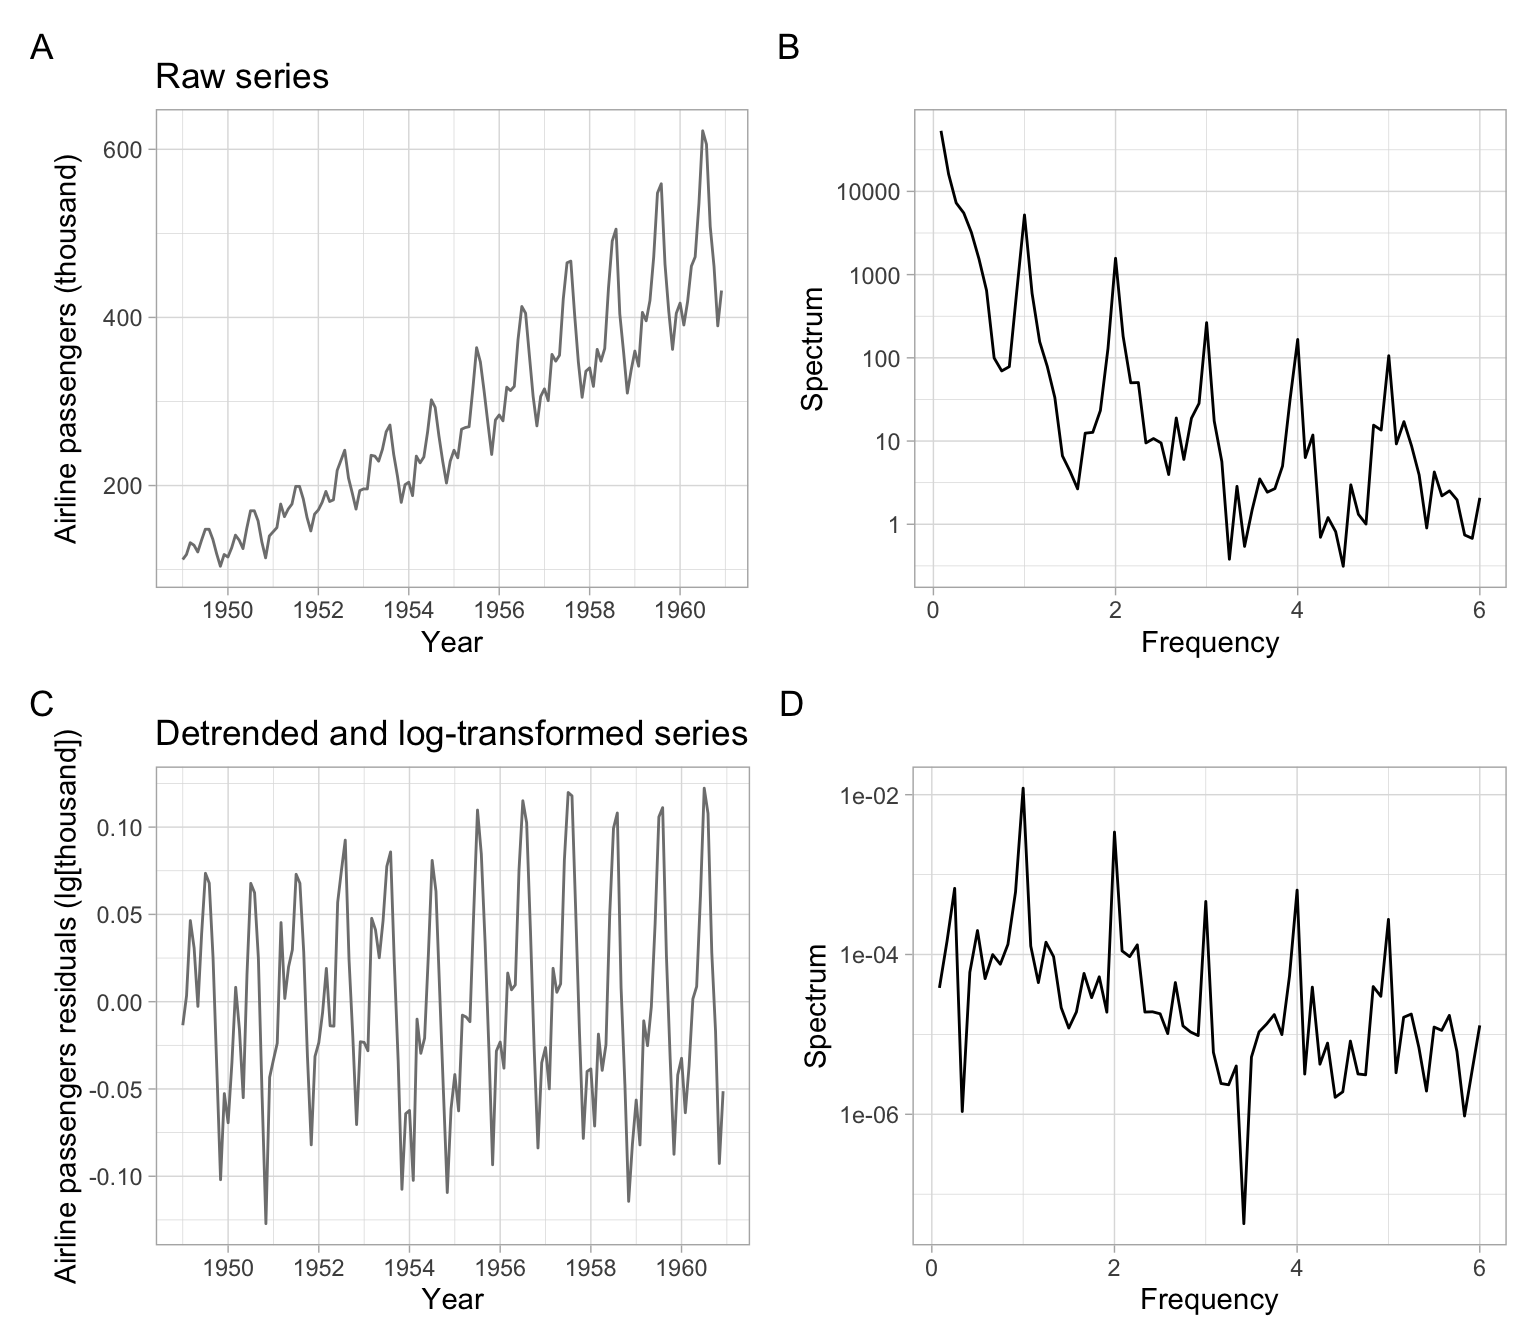 A
Raw series
Airline passengers (thousand)
600
400
200
1950 1952 1954 1956 1958 1960
Year
B
Spectrum
10000
1000
100
10
1
0 2 4 6
Frequency
C
Detrended and log-transformed series
Airline passengers residuals (lg[thousand])
0.10
0.05
0.00
-0.05
-0.10
1950 1952 1954 1956 1958 1960
Year
D
Spectrum
1e-02
1e-04
1e-06
0 2 4 6
Frequency